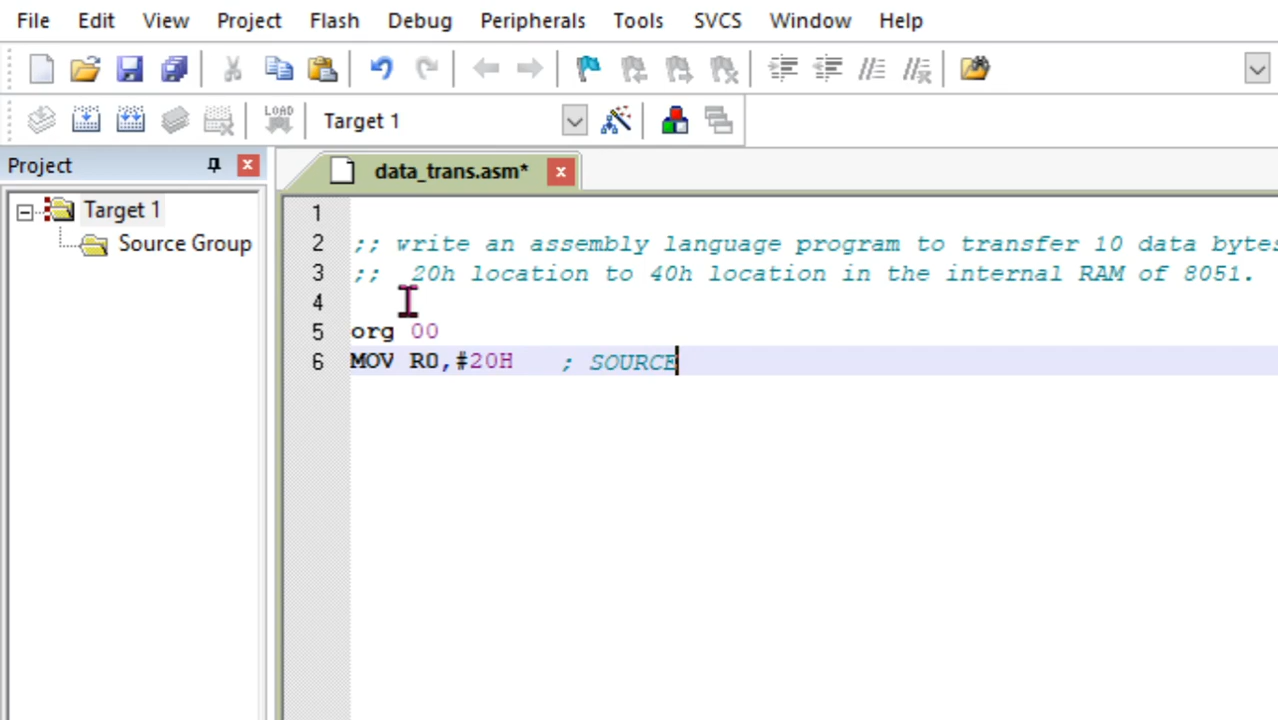 File Edit View Project Flash Debug Peripherals Tools SVCS Window Help
LOAD Target 1
Project
data_trans.asm*
Target 1
Source Group
1
2 ;; write an assembly language program to transfer 10 data bytes
3 ;; 20h location to 40h location in the internal RAM of 8051.
4
5 org 00
6 MOV R0,#20H ; SOURCE